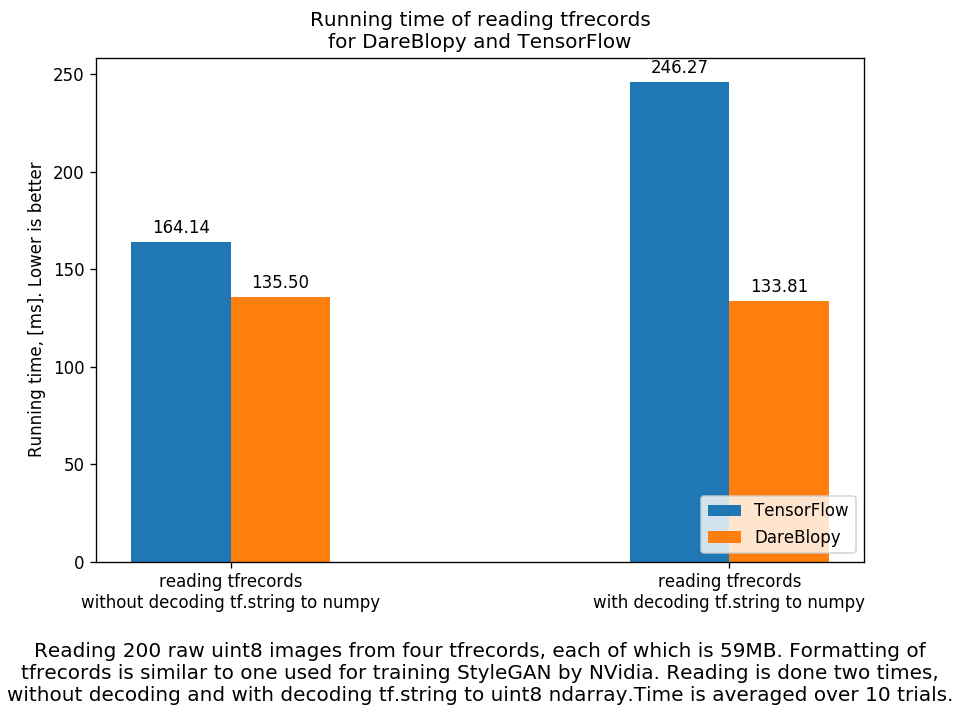 Running time of reading tfrecords
for DareBlopy and TensorFlow
Running time, [ms]. Lower is better
250
200
150
100
50
0
164.14
135.50
246.27
133.81
TensorFlow
DareBlopy
reading tfrecords
without decoding tf.string to numpy
reading tfrecords
with decoding tf.string to numpy
Reading 200 raw uint8 images from four tfrecords, each of which is 59MB. Formatting of
tfrecords is similar to one used for training StyleGAN by NVidia. Reading is done two times,
without decoding and with decoding tf.string to uint8 ndarray.Time is averaged over 10 trials.